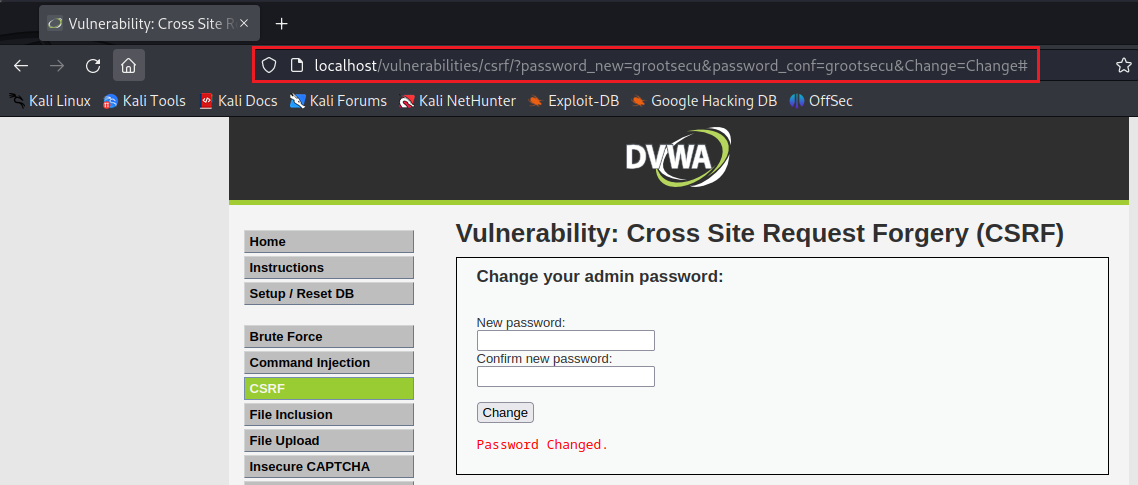 Vulnerability: Cross Site R
localhost/vulnerabilities/csrf/?password_new=grootsecu&password_conf=grootsecu&Change=Change#
Kali Linux Kali Tools Kali Docs Kali Forums Kali NetHunter Exploit-DB Google Hacking DB OffSec
DVWA
Home
Instructions
Setup / Reset DB
Brute Force
Command Injection
CSRF
File Inclusion
File Upload
Insecure CAPTCHA
Vulnerability: Cross Site Request Forgery (CSRF)
Change your admin password:
New password:
Confirm new password:
Change
Password Changed.